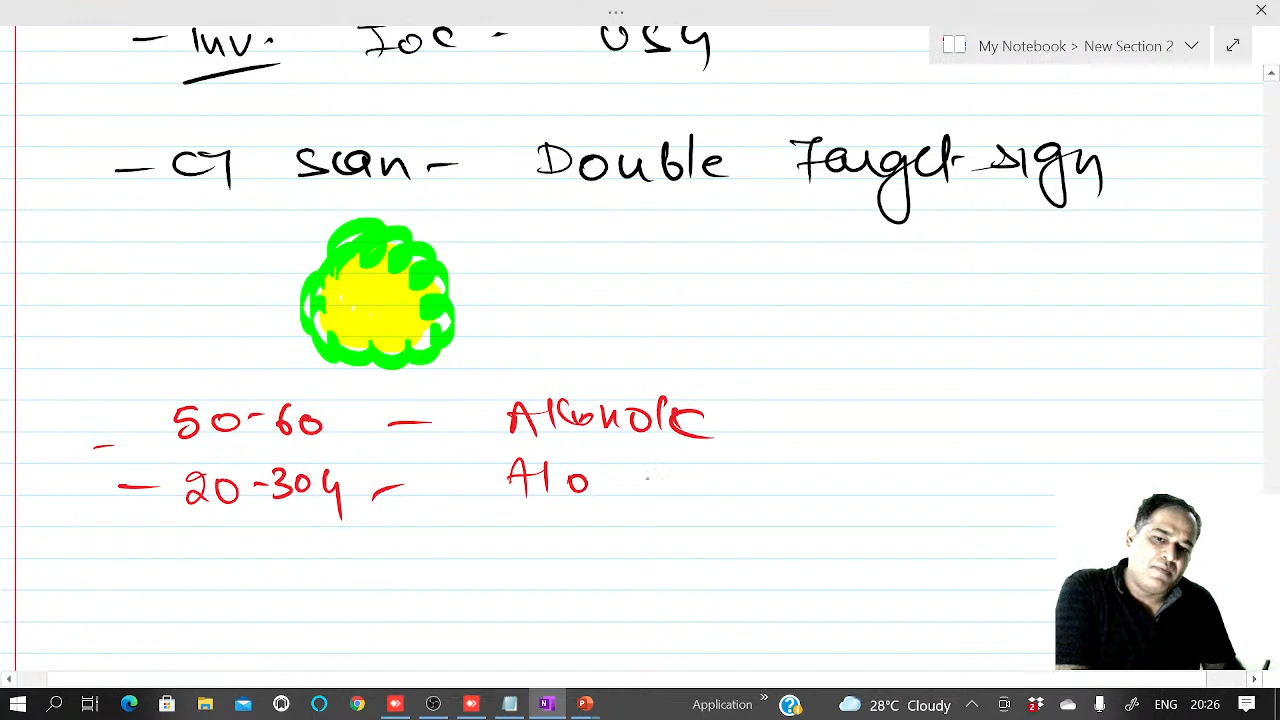 - Inv. IOC - USG
My Notebook > New Section 2
- CT scan - Double Target sign
- 50-60 - Alcoholic
- 20-30y - H/o
Application
28°C Cloudy
ENG
20:26